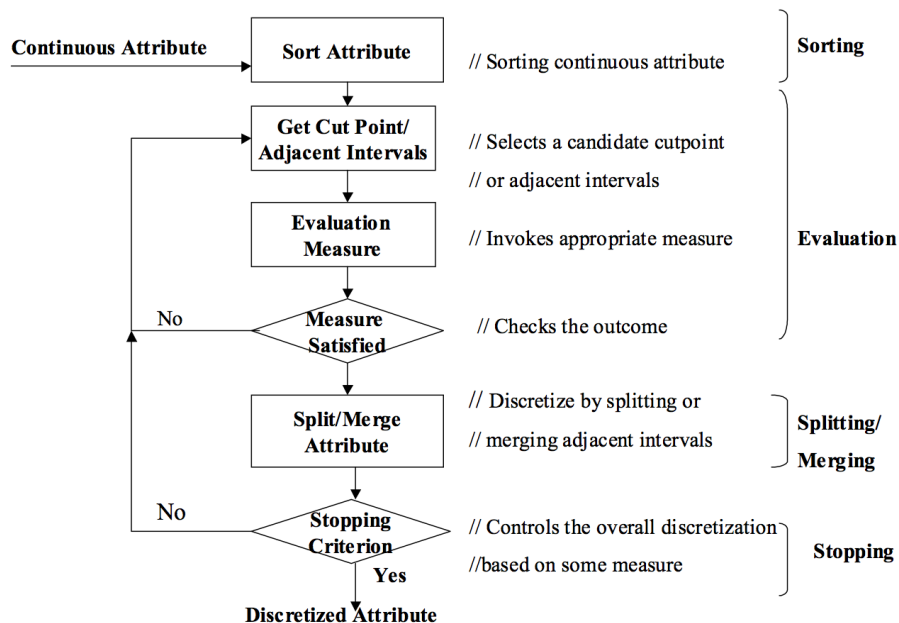 Continuous Attribute
Sort Attribute
// Sorting continuous attribute
Sorting
Get Cut Point/
Adjacent Intervals
// Selects a candidate cutpoint
// or adjacent intervals
Evaluation
Measure
// Invokes appropriate measure
Evaluation
No
Measure
Satisfied
// Checks the outcome
Split/Merge
Attribute
// Discretize by splitting or
// merging adjacent intervals
Splitting/
Merging
No
Stopping
Criterion
// Controls the overall discretization
//based on some measure
Stopping
Yes
Discretized Attribute